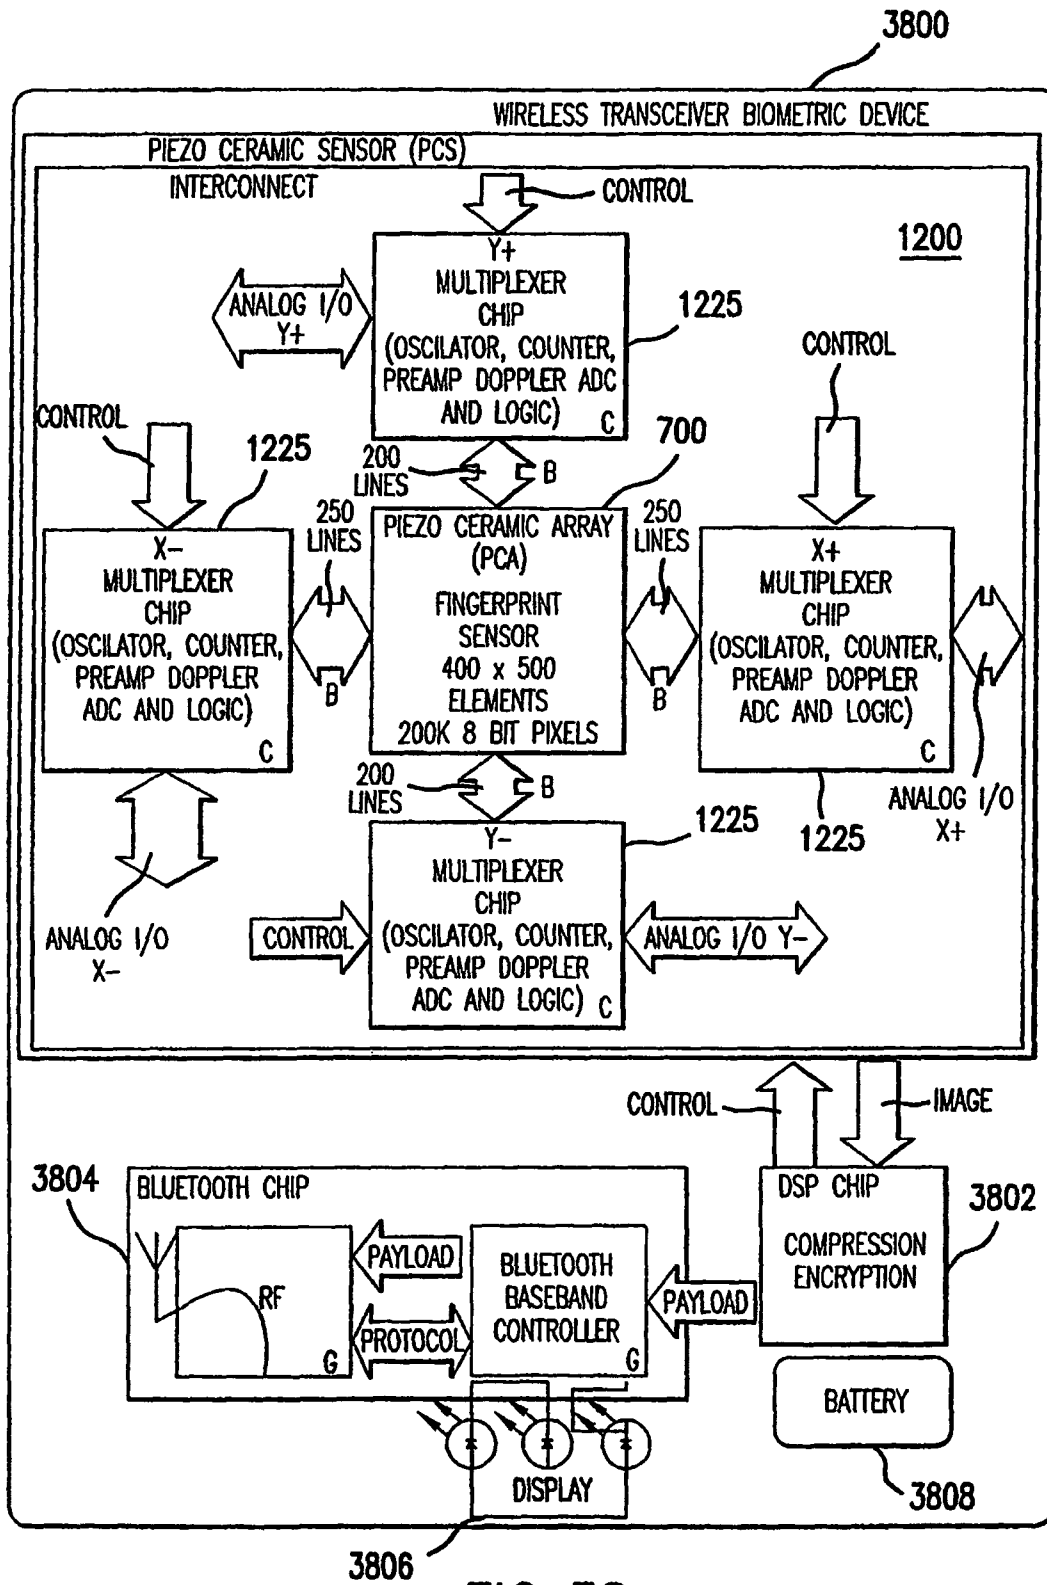 3800
WIRELESS TRANSCEIVER BIOMETRIC DEVICE
PIEZO CERAMIC SENSOR (PCS)
INTERCONNECT
CONTROL
1200
Y+
MULTIPLEXER
CHIP
(OSCILATOR, COUNTER,
PREAMP DOPPLER ADC
AND LOGIC)
C
ANALOG I/O
Y+
1225
CONTROL
CONTROL
1225
200
LINES
B
700
X-
MULTIPLEXER
CHIP
(OSCILATOR, COUNTER,
PREAMP DOPPLER
ADC AND LOGIC)
C
250
LINES
B
PIEZO CERAMIC ARRAY
(PCA)
FINGERPRINT
SENSOR
400 x 500
ELEMENTS
200K 8 BIT PIXELS
250
LINES
B
X+
MULTIPLEXER
CHIP
(OSCILATOR, COUNTER,
PREAMP DOPPLER
ADC AND LOGIC)
C
200
LINES
B
1225
1225
ANALOG I/O
X+
ANALOG I/O
X-
CONTROL
Y-
MULTIPLEXER
CHIP
(OSCILATOR, COUNTER,
PREAMP DOPPLER
ADC AND LOGIC)
C
ANALOG I/O Y-
CONTROL
IMAGE
3804
BLUETOOTH CHIP
RF
G
PAYLOAD
PROTOCOL
BLUETOOTH
BASEBAND
CONTROLLER
G
PAYLOAD
DSP CHIP
COMPRESSION
ENCRYPTION
3802
BATTERY
3808
DISPLAY
3806